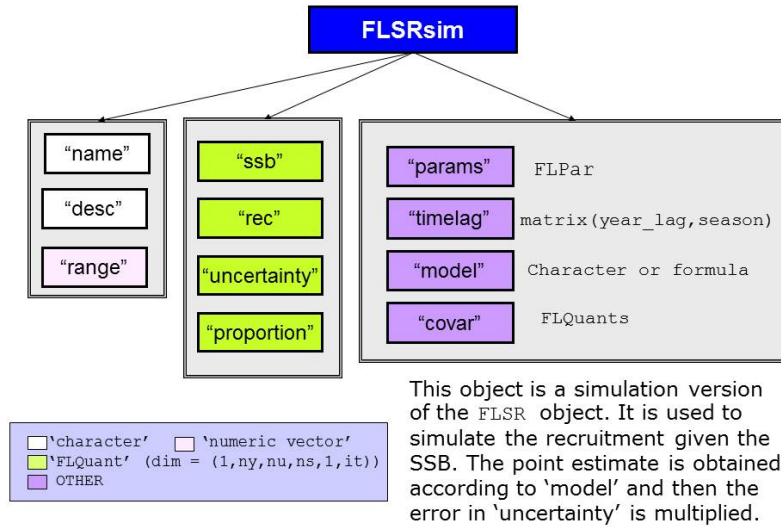 FLSRsim
“name”
“desc”
“range”
“ssb”
“rec”
“uncertainty”
“proportion”
“params” FLPar
“timelag” matrix(year_lag,season)
“model” Character or formula
“covar” FLQuants
‘character’ ‘numeric vector’
‘FLQuant’ (dim = (1,ny,nu,ns,1,it))
OTHER
This object is a simulation version
of the FLSR object. It is used to
simulate the recruitment given the
SSB. The point estimate is obtained
according to ‘model’ and then the
error in ‘uncertainty’ is multiplied.